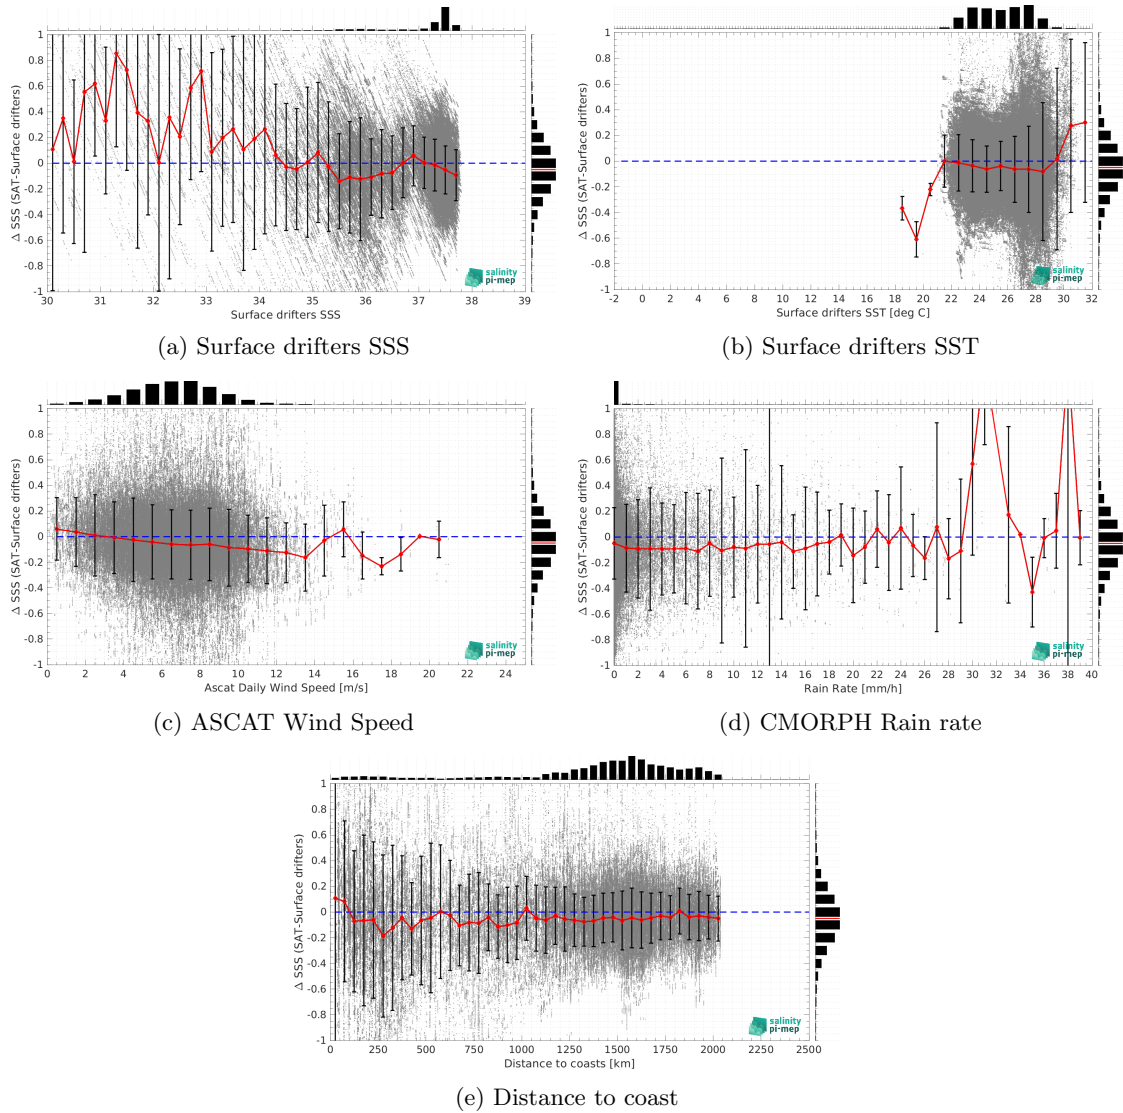 1
0.8
0.6
0.4
0.2
0
-0.2
-0.4
-0.6
-0.8
-1
Δ SSS (SAT-Surface drifters)
30 31 32 33 34 35 36 37 38 39
Surface drifters SSS
salinity
pi-mep
(a) Surface drifters SSS
1
0.8
0.6
0.4
0.2
0
-0.2
-0.4
-0.6
-0.8
-1
Δ SSS (SAT-Surface drifters)
-2 0 2 4 6 8 10 12 14 16 18 20 22 24 26 28 30 32
Surface drifters SST [deg C]
salinity
pi-mep
(b) Surface drifters SST
1
0.8
0.6
0.4
0.2
0
-0.2
-0.4
-0.6
-0.8
-1
Δ SSS (SAT-Surface drifters)
0 2 4 6 8 10 12 14 16 18 20 22 24
Ascat Daily Wind Speed [m/s]
salinity
pi-mep
(c) ASCAT Wind Speed
1
0.8
0.6
0.4
0.2
0
-0.2
-0.4
-0.6
-0.8
-1
Δ SSS (SAT-Surface drifters)
0 2 4 6 8 10 12 14 16 18 20 22 24 26 28 30 32 34 36 38 40
Rain Rate [mm/h]
salinity
pi-mep
(d) CMORPH Rain rate
1
0.8
0.6
0.4
0.2
0
-0.2
-0.4
-0.6
-0.8
-1
Δ SSS (SAT-Surface drifters)
0 250 500 750 1000 1250 1500 1750 2000 2250 2500
Distance to coasts [km]
salinity
pi-mep
(e) Distance to coast